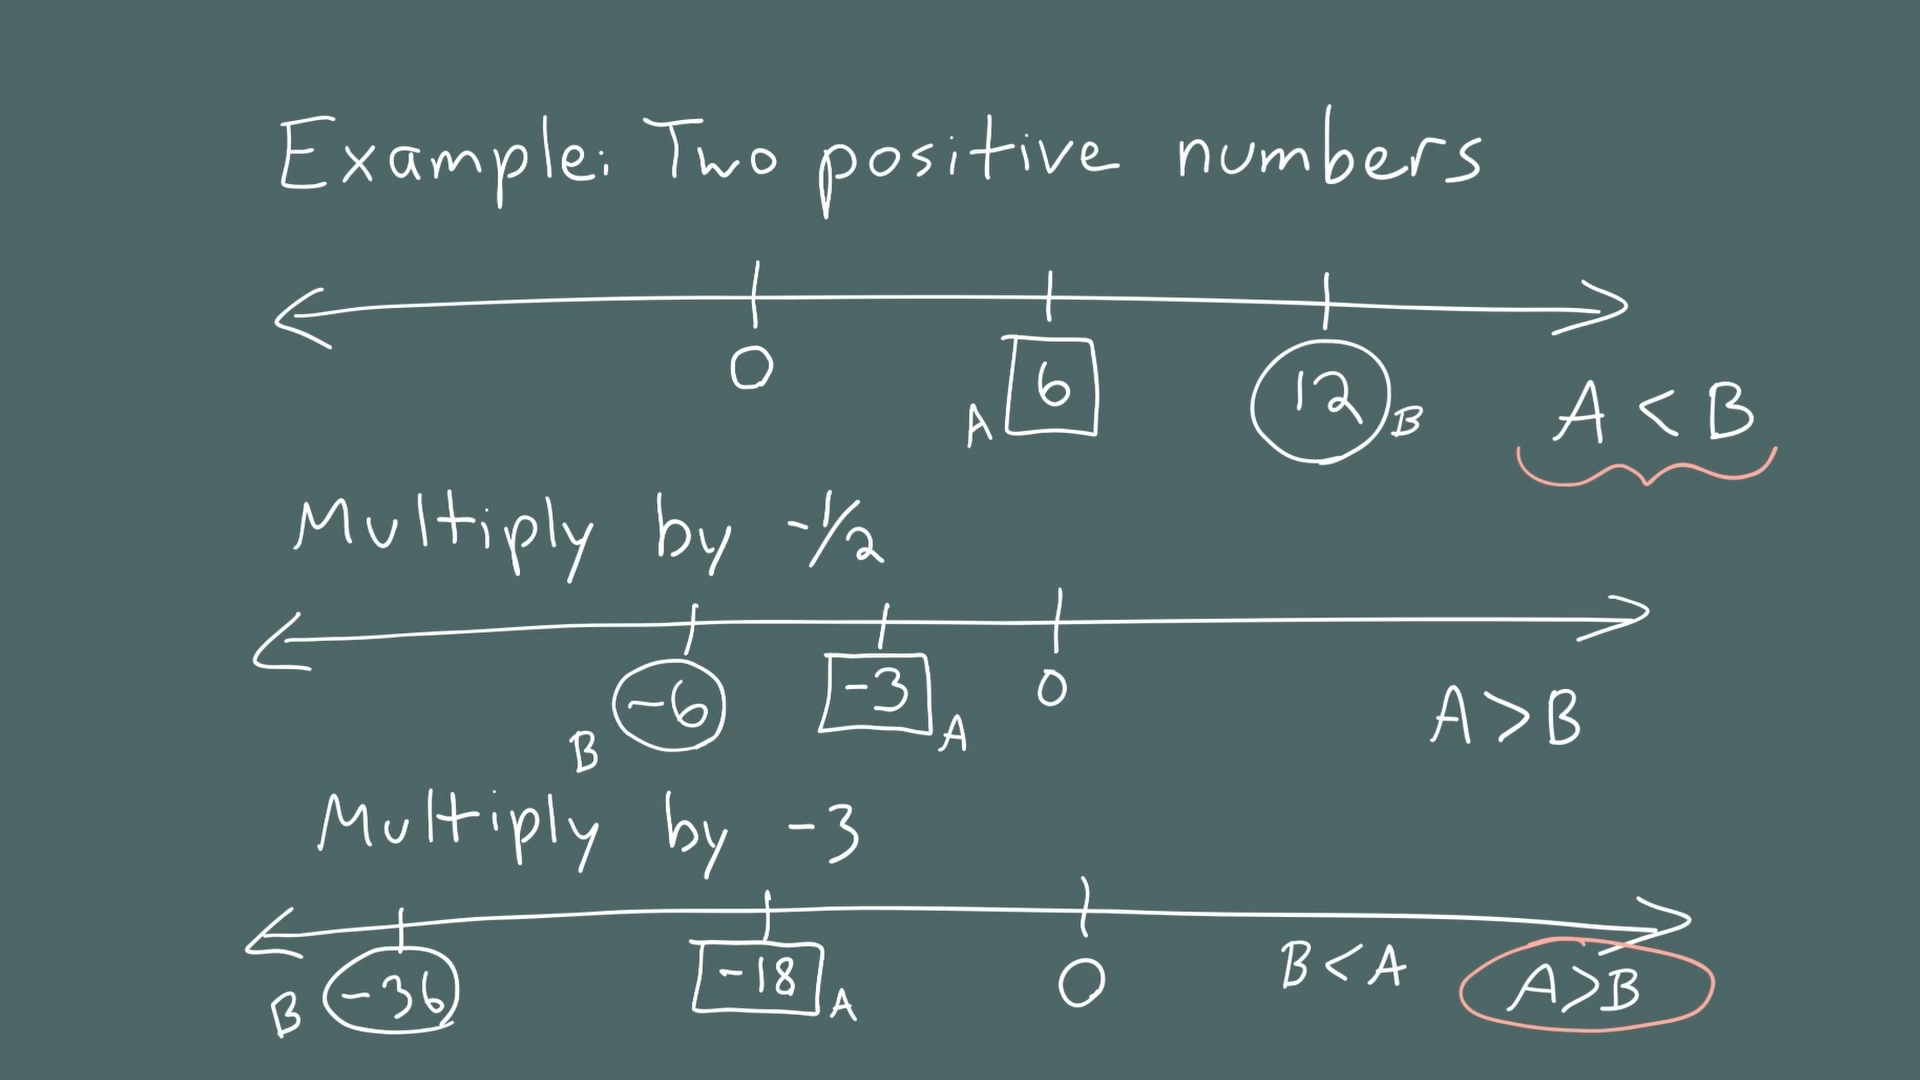 Example: Two positive numbers
0 A 6 12 B A < B
Multiply by -1/2
B -6 -3 A 0 A > B
Multiply by -3
B -36 -18 A 0 B < A A > B